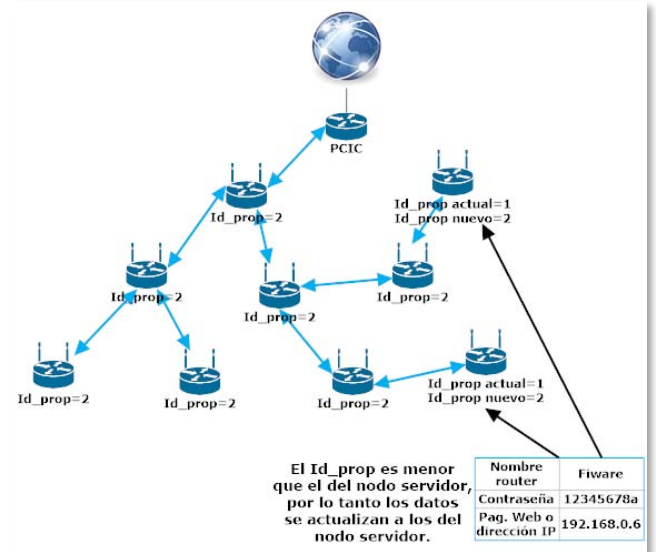 PCIC
Id_prop=2
Id_prop actual=1
Id_prop nuevo=2
Id_prop=2
Id_prop=2
Id_prop=2
Id_prop=2
Id_prop=2
Id_prop=2
Id_prop actual=1
Id_prop nuevo=2
El Id_prop es menor
que el del nodo servidor,
por lo tanto los datos
se actualizan a los del
nodo servidor.
Nombre
router
Fiware
Contraseña 12345678a
Pag. Web o
dirección IP
192.168.0.6